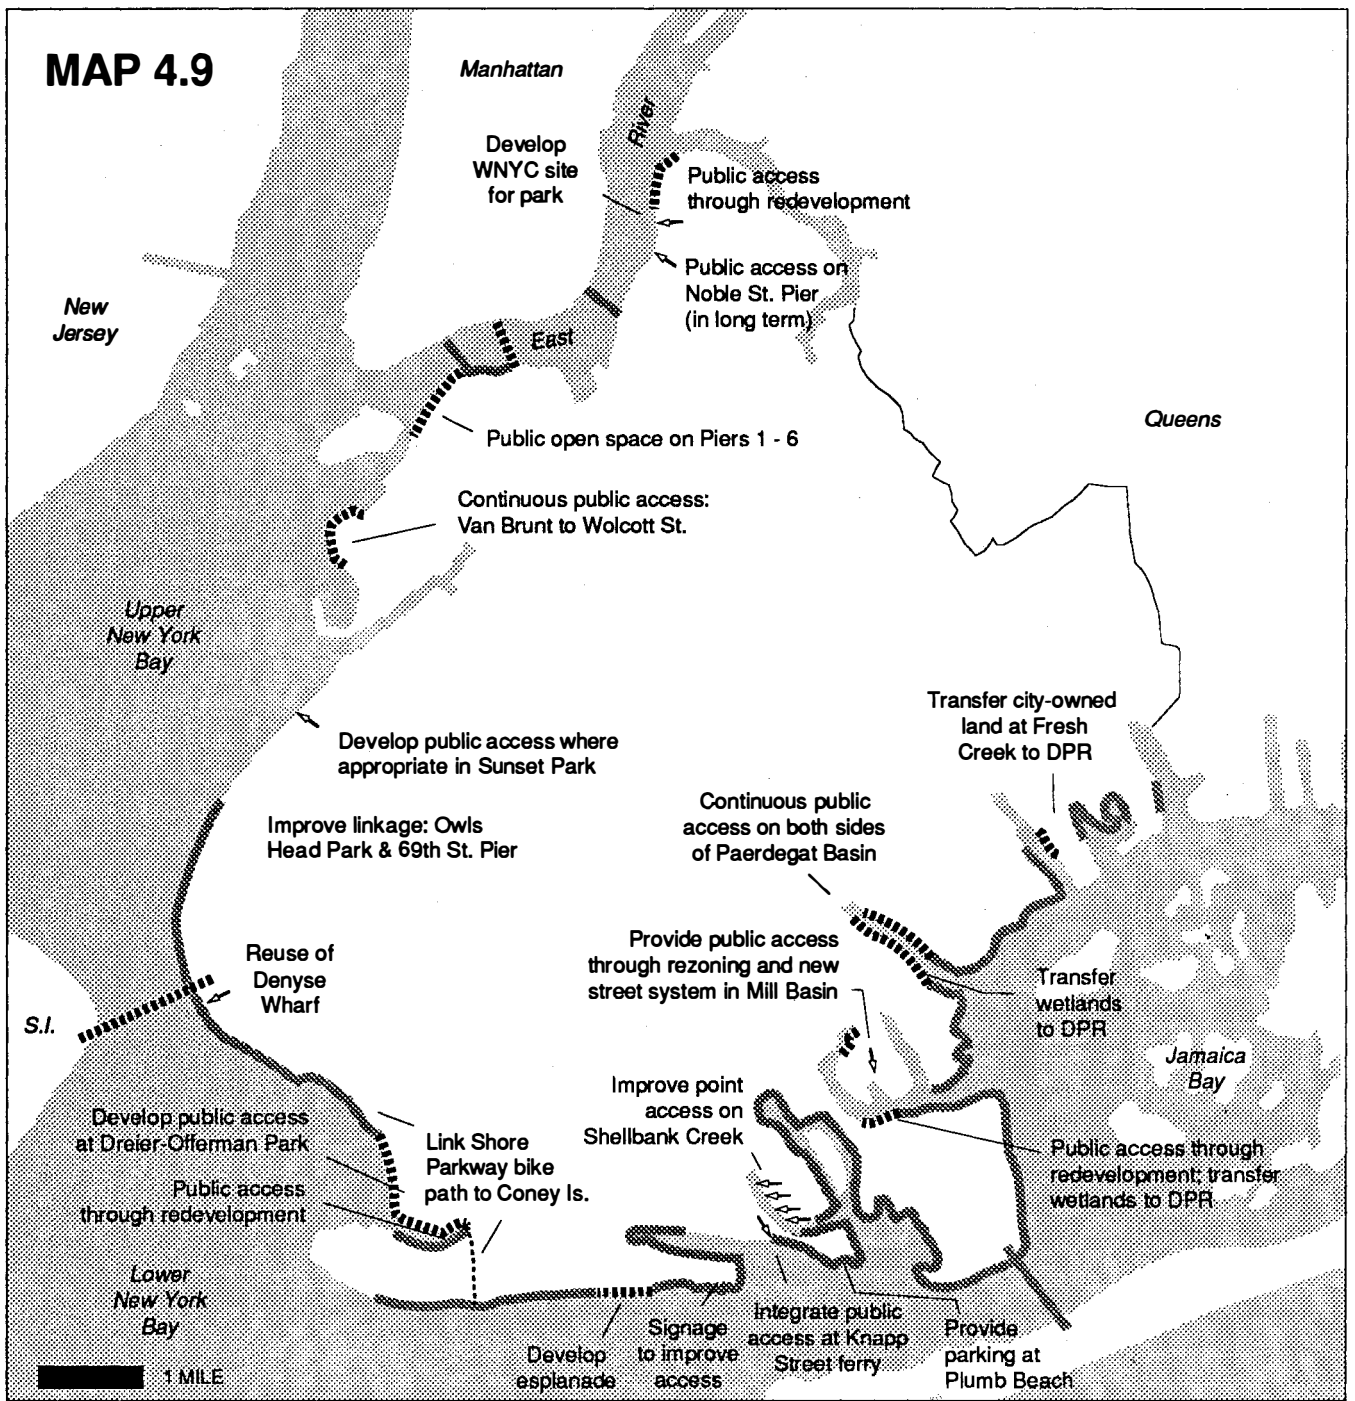 MAP 4.9
Manhattan
River
Develop
WNYC site
for park
Public access
through redevelopment
Public access on
Noble St. Pier
(in long term)
New
Jersey
East
Queens
Public open space on Piers 1 - 6
Continuous public access:
Van Brunt to Wolcott St.
Upper
New York
Bay
Transfer city-owned
land at Fresh
Creek to DPR
Develop public access where
appropriate in Sunset Park
Continuous public
access on both sides
of Paerdegat Basin
Improve linkage: Owls
Head Park & 69th St. Pier
Provide public access
through rezoning and new
street system in Mill Basin
Reuse of
Denyse
Wharf
Transfer
wetlands
to DPR
S.I.
Jamaica
Bay
Improve point
access on
Shellbank Creek
Develop public access
at Dreier-Offerman Park
Link Shore
Parkway bike
path to Coney Is.
Public access through
redevelopment; transfer
wetlands to DPR
Public access
through redevelopment
Lower
New York
Bay
Develop
esplanade
Signage
to improve
access
Integrate public
access at Knapp
Street ferry
Provide
parking at
Plumb Beach
1 MILE